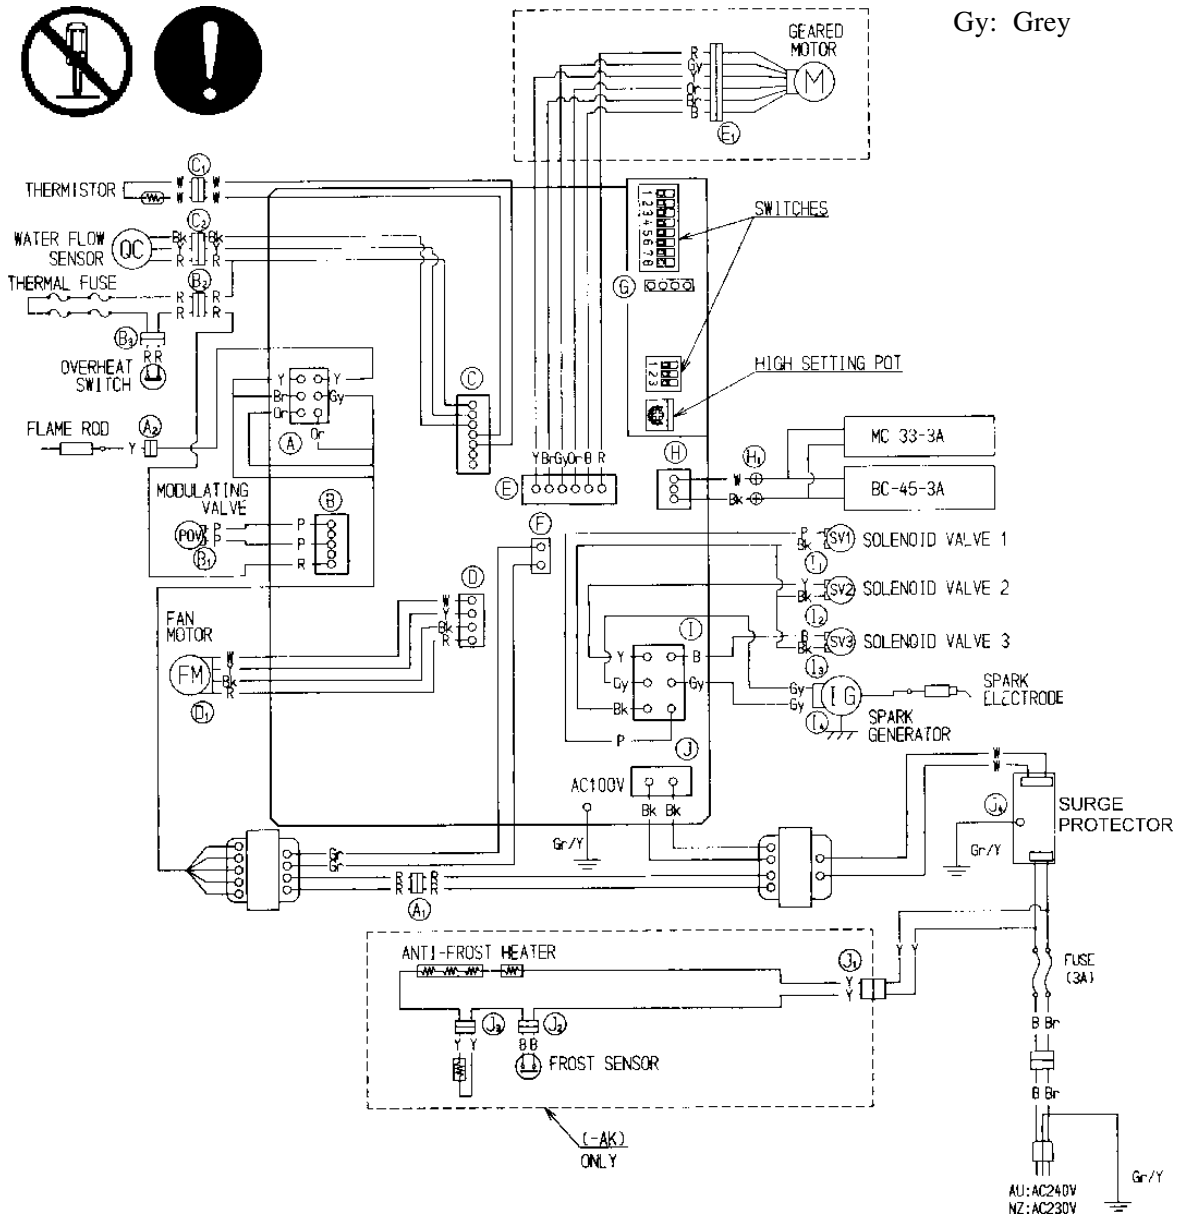 Gy: Grey
GEARED
MOTOR
R
Gy
Y
Or
Br
B
M
E1
C1
THERMISTOR
W W
W W
C2
WATER FLOW
SENSOR
QC
Bk Bk
Y Y
R R
B2
THERMAL FUSE
R R
R R
B3
R R
OVERHEAT
SWITCH
1 2 3 4 5 6 7 8
SWITCHES
G
1 2 3
HIGH SETTING POT
Y Y
Br Gy
Or
Or
A
C
FLAME ROD
Y
A2
Y Br Gy Or B R
E
H
H1
W
Bk
MC 33-3A
BC-45-3A
MODULATING
VALVE
POV
P
P
B1
B
P
P
R
F
P
Bk
SV1 SOLENOID VALVE 1
I1
Y
Bk
SV2 SOLENOID VALVE 2
I2
B
Bk
SV3 SOLENOID VALVE 3
I3
D
W
Y
Bk
R
FAN
MOTOR
FM
W
Y
Bk
R
D1
I
Y B
Gy Gy
Bk
P
Gy
Gy
IG
I4
SPARK
ELECTRODE
SPARK
GENERATOR
J
AC100V
Bk Bk
Gr/Y
W
W
J4
SURGE
PROTECTOR
Gr/Y
Gr
Gr
R R
R R
A1
ANTI-FROST HEATER
J1
Y
Y
Y Y
FUSE
(3A)
J3
J2
Y Y
B B
FROST SENSOR
B Br
B Br
(-AK)
ONLY
Gr/Y
AU:AC240V
NZ:AC230V